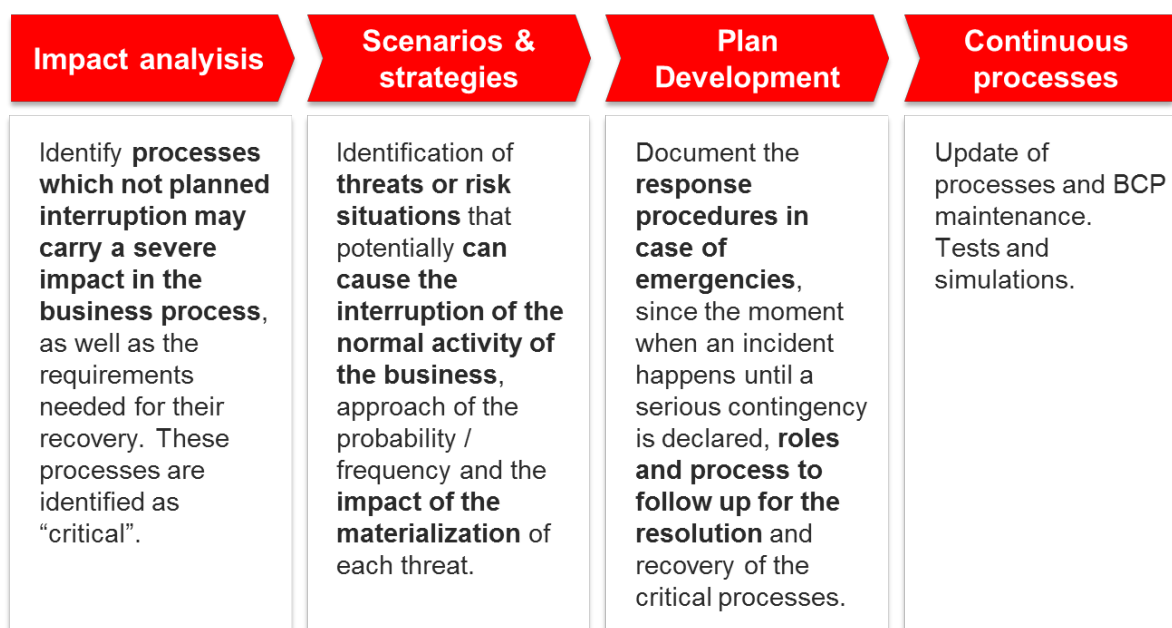 Impact analyisis
Scenarios &
strategies
Plan
Development
Continuous
processes
Identify processes
which not planned
interruption may
carry a severe
impact in the
business process,
as well as the
requirements
needed for their
recovery. These
processes are
identified as
“critical”.
Identification of
threats or risk
situations that
potentially can
cause the
interruption of the
normal activity of
the business,
approach of the
probability /
frequency and the
impact of the
materialization of
each threat.
Document the
response
procedures in
case of
emergencies,
since the moment
when an incident
happens until a
serious contingency
is declared, roles
and process to
follow up for the
resolution and
recovery of the
critical processes.
Update of
processes and BCP
maintenance.
Tests and
simulations.